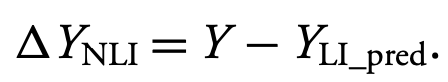 ΔY_NLI = Y − Y_LI_pred.